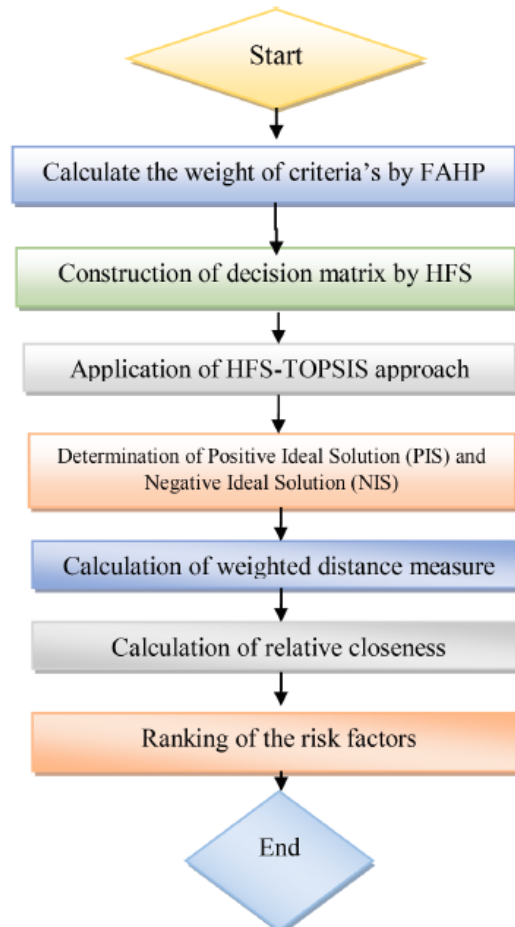 Start
Calculate the weight of criteria's by FAHP
Construction of decision matrix by HFS
Application of HFS-TOPSIS approach
Determination of Positive Ideal Solution (PIS) and
Negative Ideal Solution (NIS)
Calculation of weighted distance measure
Calculation of relative closeness
Ranking of the risk factors
End